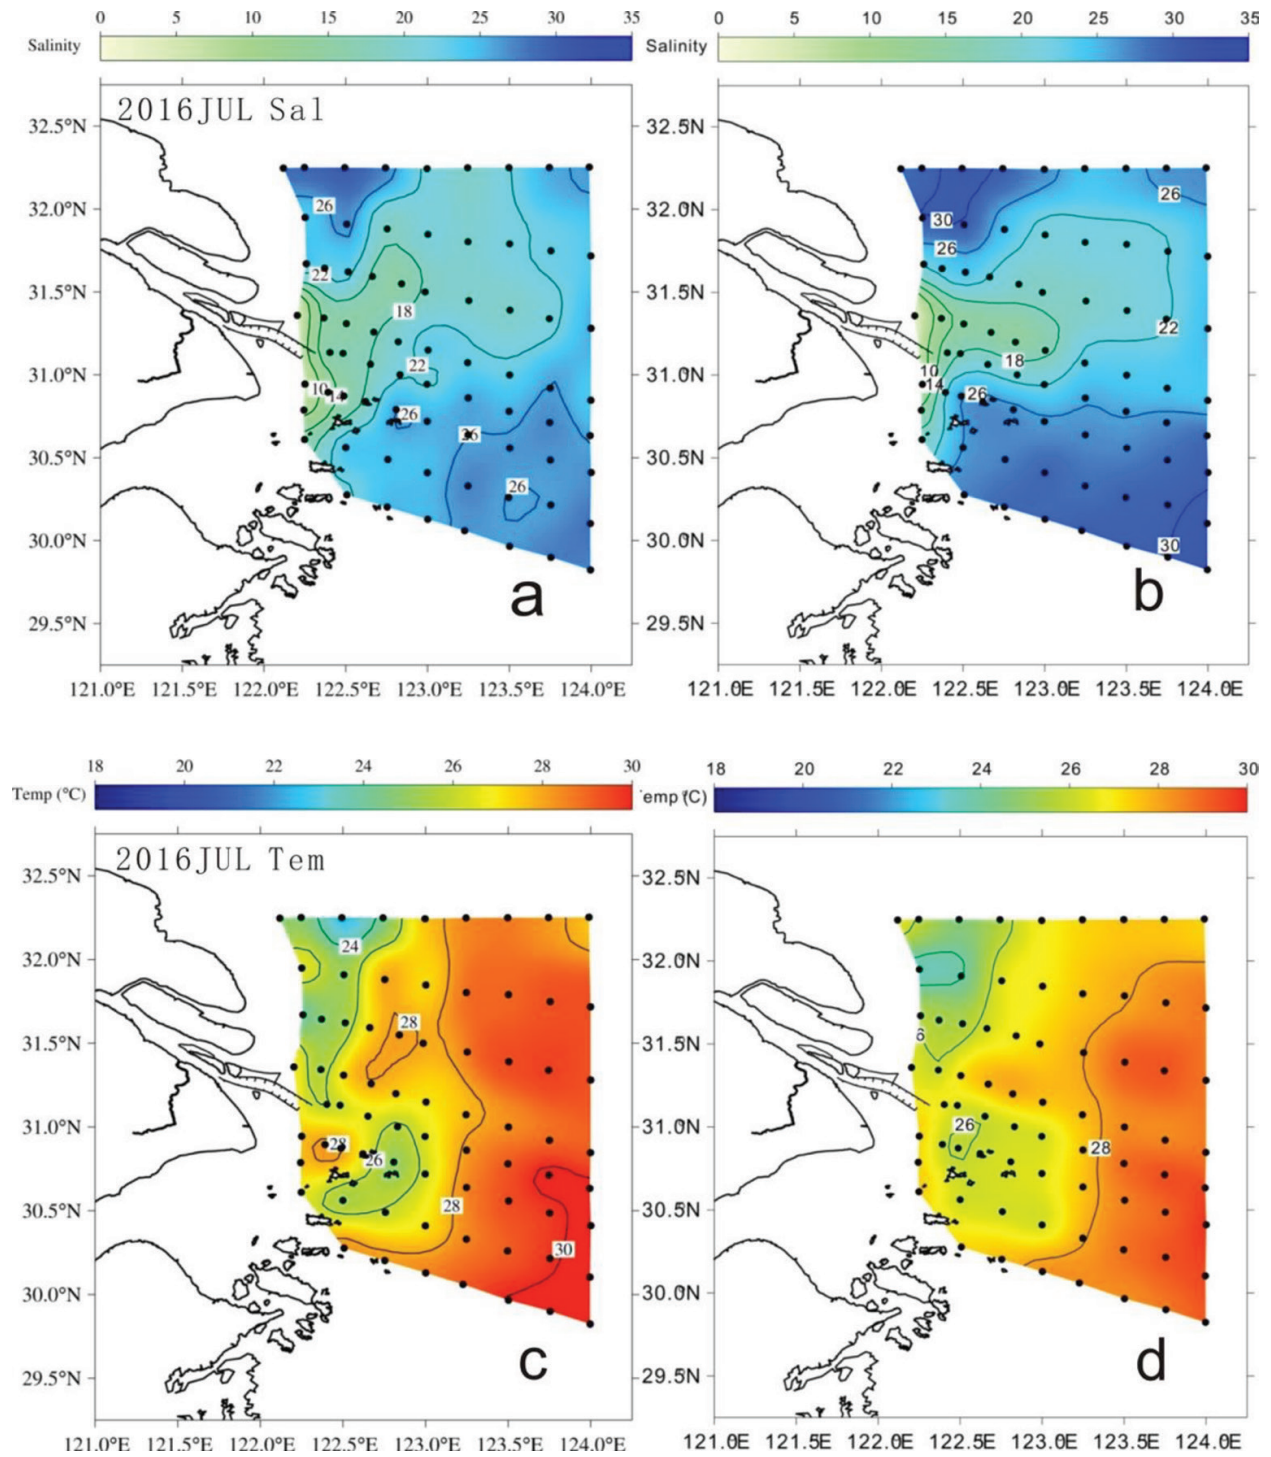 0 5 10 15 20 25 30 35
Salinity
2016JUL Sal
32.5°N
32.0°N
31.5°N
31.0°N
30.5°N
30.0°N
29.5°N
26
22
18
22
10
14
26
26
26
a
121.0°E 121.5°E 122.0°E 122.5°E 123.0°E 123.5°E 124.0°E
0 5 10 15 20 25 30 35
Salinity
32.5N
32.0N
31.5N
31.0N
30.5N
30.0N
29.5N
26
30
26
22
18
10
14
26
30
b
121.0E 121.5E 122.0E 122.5E 123.0E 123.5E 124.0E
18 20 22 24 26 28 30
Temp (°C)
2016JUL Tem
32.5°N
32.0°N
31.5°N
31.0°N
30.5°N
30.0°N
29.5°N
24
28
28
26
28
30
c
121.0°E 121.5°E 122.0°E 122.5°E 123.0°E 123.5°E 124.0°E
18 20 22 24 26 28 30
emp (°C)
32.5N
32.0N
31.5N
31.0N
30.5N
30.0N
29.5N
6
26
28
d
121.0E 121.5E 122.0E 122.5E 123.0E 123.5E 124.0E